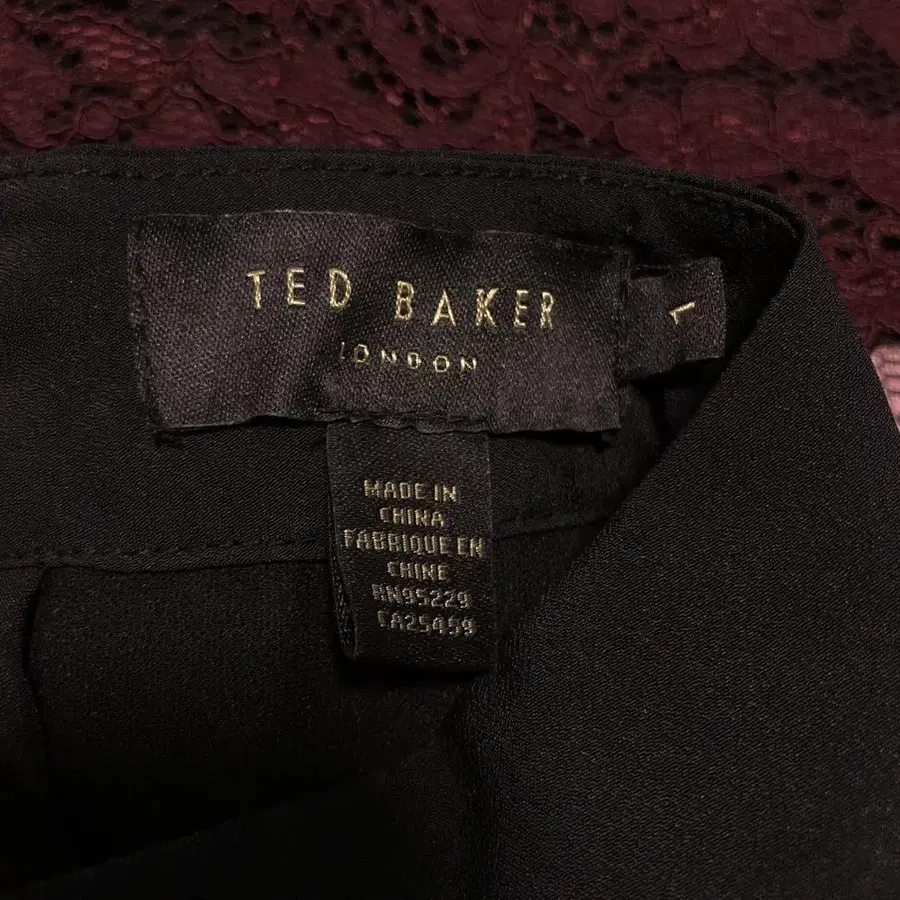 TED BAKER
LONDON
L
MADE IN
CHINA
FABRIQUE EN
CHINE
RN95229
CA25459